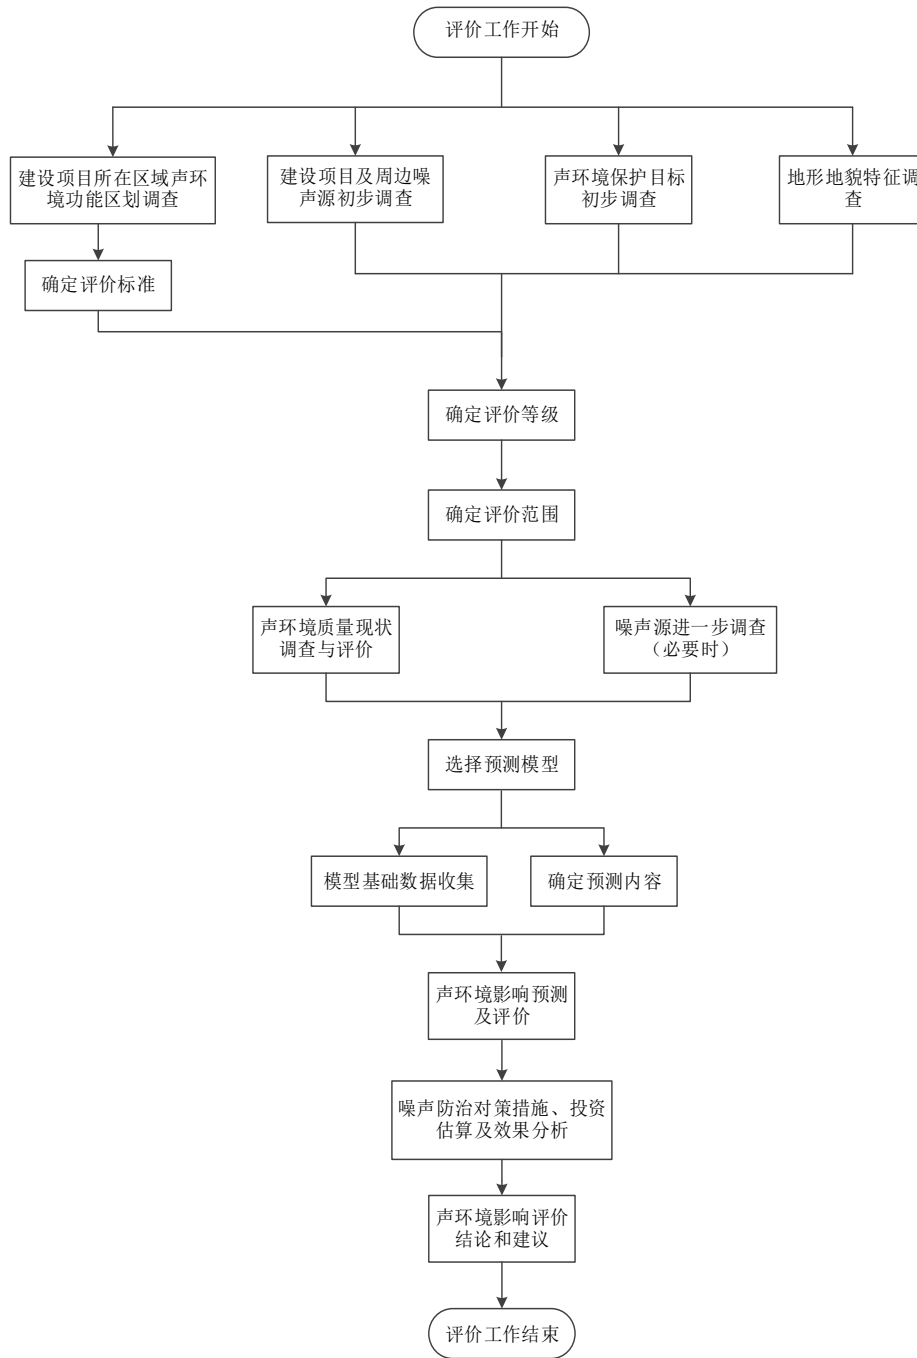 评价工作开始
建设项目所在区域声环
境功能区划调查
建设项目及周边噪
声源初步调查
声环境保护目标
初步调查
地形地貌特征调
查
确定评价标准
确定评价等级
确定评价范围
声环境质量现状
调查与评价
噪声源进一步调查
（必要时）
选择预测模型
模型基础数据收集
确定预测内容
声环境影响预测
及评价
噪声防治对策措施、投资
估算及效果分析
声环境影响评价
结论和建议
评价工作结束